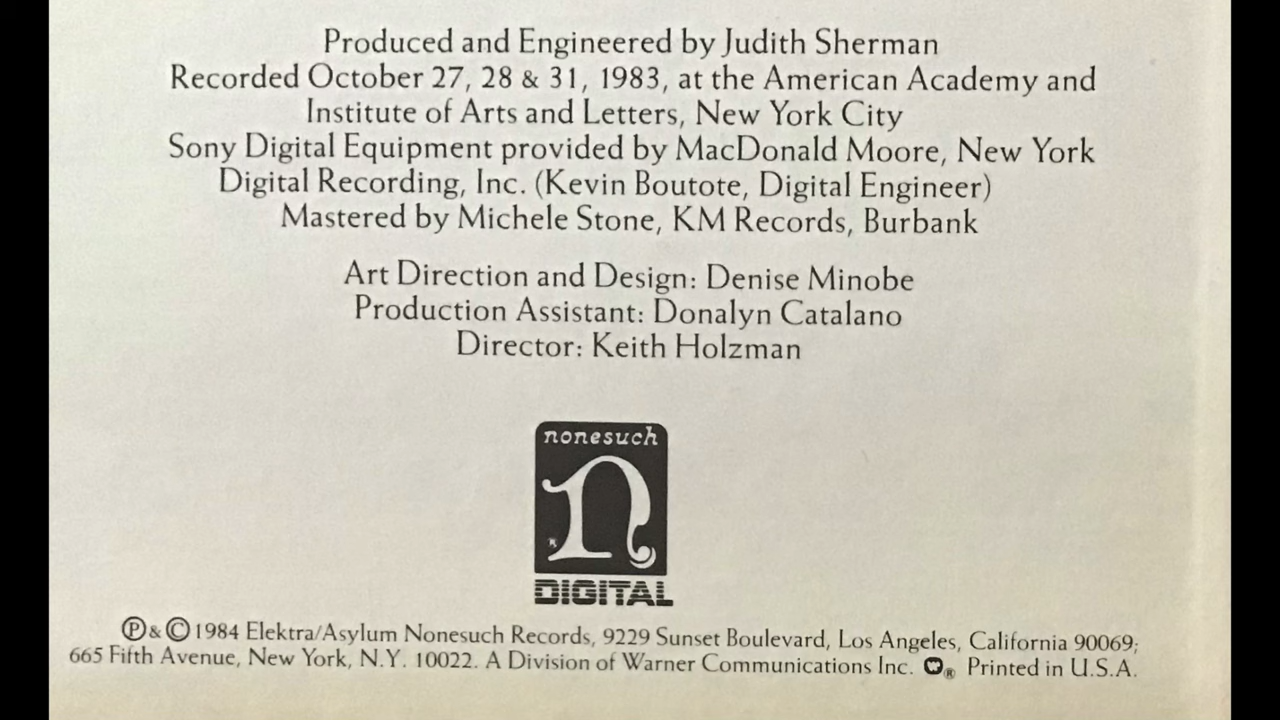 Produced and Engineered by Judith Sherman
Recorded October 27, 28 & 31, 1983, at the American Academy and
Institute of Arts and Letters, New York City
Sony Digital Equipment provided by MacDonald Moore, New York
Digital Recording, Inc. (Kevin Boutote, Digital Engineer)
Mastered by Michele Stone, KM Records, Burbank
Art Direction and Design: Denise Minobe
Production Assistant: Donalyn Catalano
Director: Keith Holzman
nonesuch
n
DIGITAL
℗ & © 1984 Elektra/Asylum Nonesuch Records, 9229 Sunset Boulevard, Los Angeles, California 90069;
665 Fifth Avenue, New York, N.Y. 10022. A Division of Warner Communications Inc. ® Printed in U.S.A.